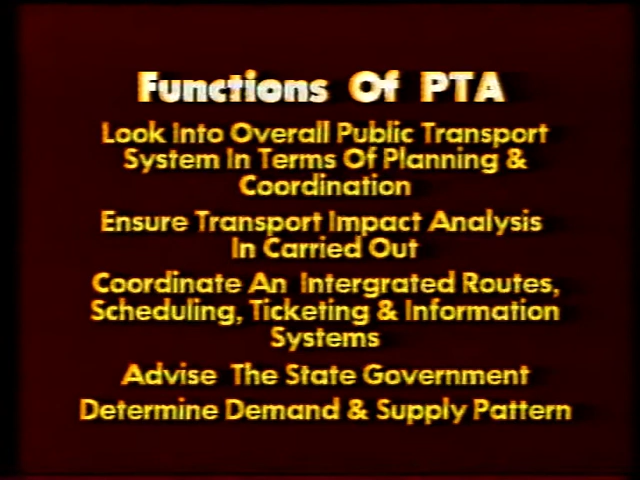 Functions Of PTA
Look Into Overall Public Transport
System In Terms Of Planning &
Coordination
Ensure Transport Impact Analysis
In Carried Out
Coordinate An Intergrated Routes,
Scheduling, Ticketing & Information
Systems
Advise The State Government
Determine Demand & Supply Pattern